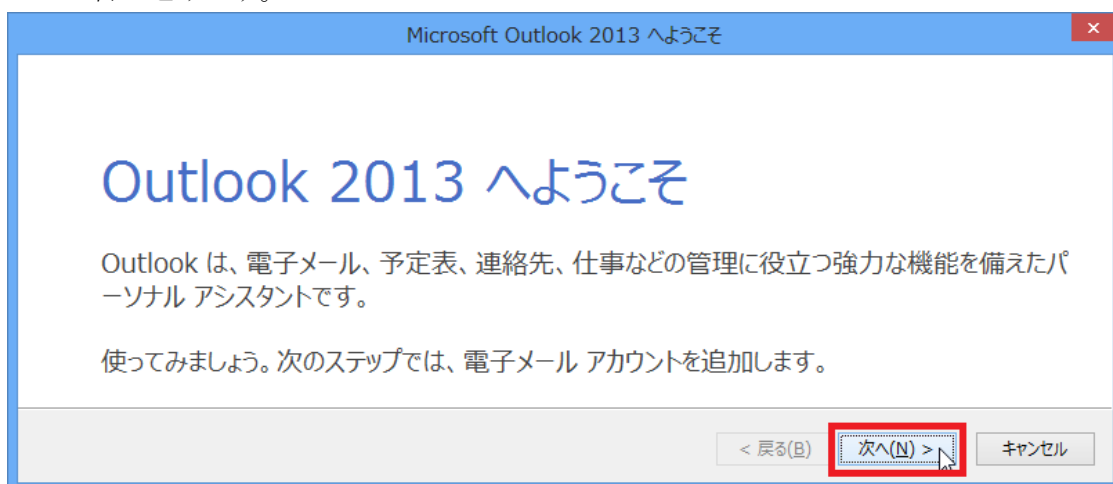 Microsoft Outlook 2013 へようこそ
Outlook 2013 へようこそ
Outlook は、電子メール、予定表、連絡先、仕事などの管理に役立つ強力な機能を備えたパ
ーソナル アシスタントです。
使ってみましょう。次のステップでは、電子メール アカウントを追加します。
< 戻る(B) 次へ(N) > キャンセル